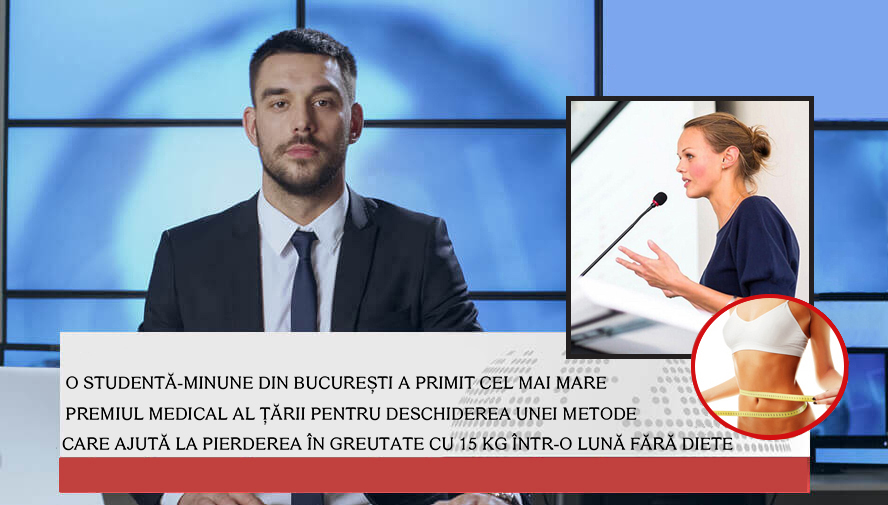 O STUDENTĂ-MINUNE DIN BUCUREȘTI A PRIMIT CEL MAI MARE
PREMIUL MEDICAL AL ȚĂRII PENTRU DESCHIDEREA UNEI METODE
CARE AJUTĂ LA PIERDEREA ÎN GREUTATE CU 15 KG ÎNTR-O LUNĂ FĂRĂ DIETE